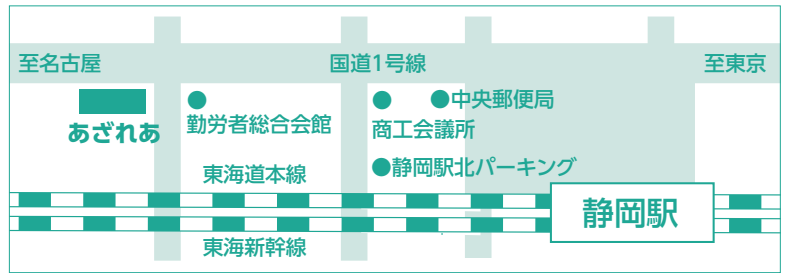 至名古屋
国道1号線
至東京
あざれあ
勤労者総合会館
商工会議所
中央郵便局
静岡駅北パーキング
東海道本線
静岡駅
東海新幹線